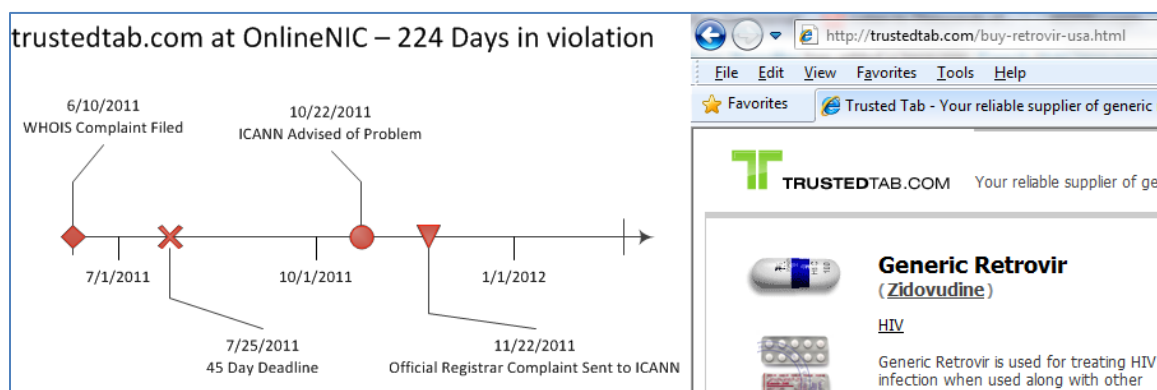 trustedtab.com at OnlineNIC – 224 Days in violation
6/10/2011
WHOIS Complaint Filed
10/22/2011
ICANN Advised of Problem
7/1/2011
10/1/2011
1/1/2012
7/25/2011
45 Day Deadline
11/22/2011
Official Registrar Complaint Sent to ICANN
http://trustedtab.com/buy-retrovir-usa.html
File Edit View Favorites Tools Help
Favorites
Trusted Tab - Your reliable supplier of generic
TRUSTEDTAB.COM Your reliable supplier of ge
Generic Retrovir
(Zidovudine)
HIV
Generic Retrovir is used for treating HIV
infection when used along with other